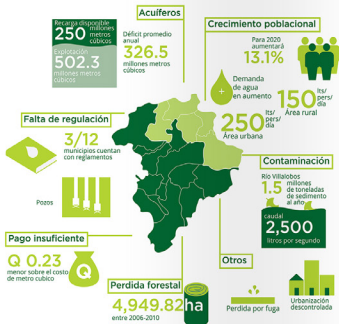 Acuíferos
Recarga disponible
250 millones metros cúbicos
Explotación
502.3
millones metros cúbicos
Déficit promedio anual
326.5
millones metros cúbicos
Crecimiento poblacional
Para 2020 aumentará
13.1%
Demanda de agua en aumento
150 lts/ pers/ día
Área rural
250 lts/ pers/ día
Área urbana
Falta de regulación
3/12
municipios cuentan con reglamentos
Pozos
Contaminación
Río Villalobos
1.5 millones de toneladas de sedimento al año
caudal
2,500
litros por segundo
Pago insuficiente
Q 0.23
menor sobre el costo de metro cubico
Q
Perdida forestal
4,949.82 ha
entre 2006-2010
Otros
Perdida por fuga
Urbanización descontrolada